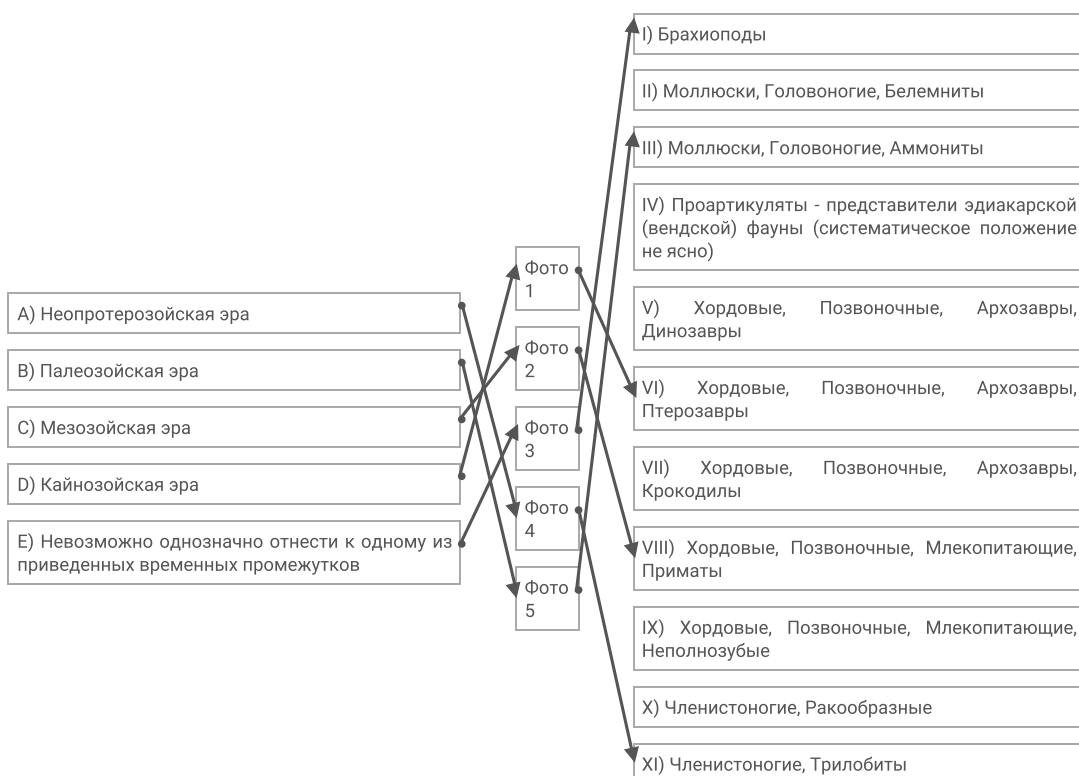 A) Неопротерозойская эра
B) Палеозойская эра
C) Мезозойская эра
D) Кайнозойская эра
E) Невозможно однозначно отнести к одному из
приведенных временных промежутков
Фото
1
Фото
2
Фото
3
Фото
4
Фото
5
I) Брахиоподы
II) Моллюски, Головоногие, Белемниты
III) Моллюски, Головоногие, Аммониты
IV) Проартикуляты - представители эдиакарской
(вендской) фауны (систематическое положение
не ясно)
V) Хордовые, Позвоночные, Архозавры,
Динозавры
VI) Хордовые, Позвоночные, Архозавры,
Птерозавры
VII) Хордовые, Позвоночные, Архозавры,
Крокодилы
VIII) Хордовые, Позвоночные, Млекопитающие,
Приматы
IX) Хордовые, Позвоночные, Млекопитающие,
Неполнозубые
X) Членистоногие, Ракообразные
XI) Членистоногие, Трилобиты